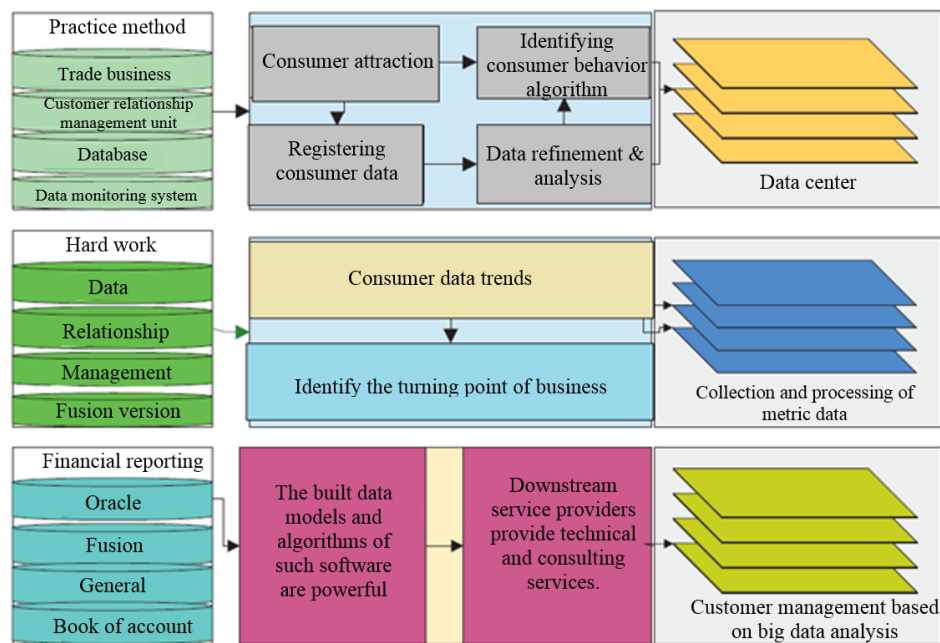 Practice method
Trade business
Customer relationship
management unit
Database
Data monitoring system
Consumer attraction
Identifying
consumer behavior
algorithm
Registering
consumer data
Data refinement &
analysis
Data center
Hard work
Data
Relationship
Management
Fusion version
Consumer data trends
Identify the turning point of business
Collection and processing of
metric data
Financial reporting
Oracle
Fusion
General
Book of account
The built data
models and
algorithms of
such software
are powerful
Downstream
service providers
provide technical
and consulting
services.
Customer management based
on big data analysis